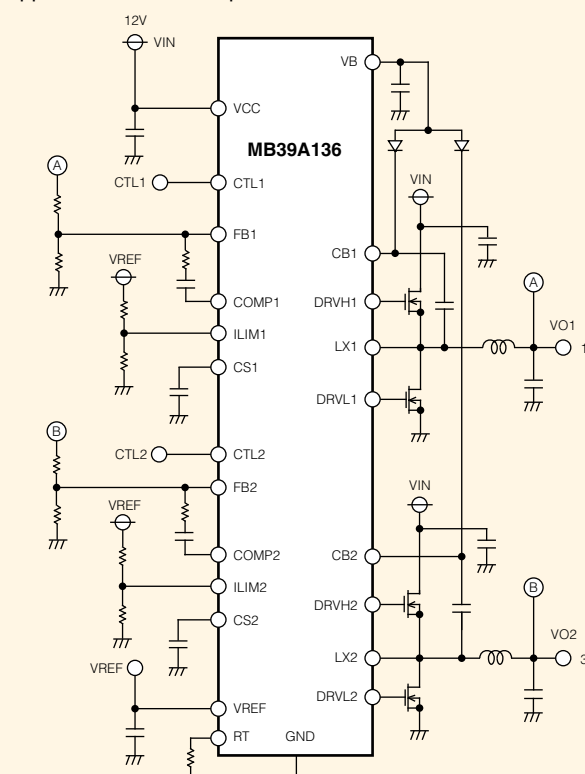 12V
VIN
VB
VCC
MB39A136
A
CTL1
CTL1
VIN
FB1
VREF
CB1
A
COMP1
DRVH1
VO1
ILIM1
LX1
1
CS1
DRVL1
B
CTL2
CTL2
FB2
VIN
VREF
COMP2
CB2
B
ILIM2
DRVH2
CS2
VO2
LX2
3
VREF
DRVL2
VREF
RT
GND